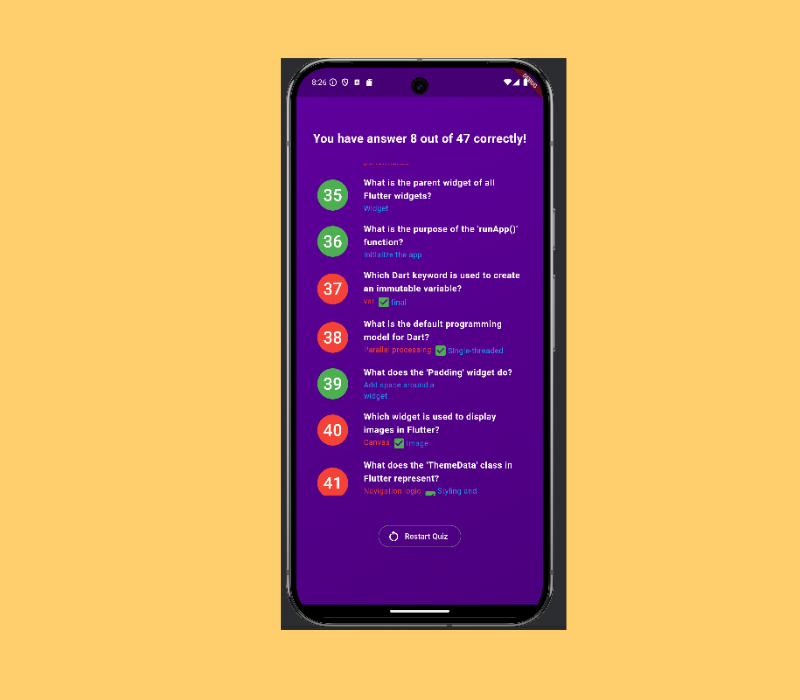 8:26
You have answer 8 out of 47 correctly!
35
What is the parent widget of all
Flutter widgets?
Widget
36
What is the purpose of the 'runApp()'
function?
Initialize the app
37
Which Dart keyword is used to create
an immutable variable?
var ✅ final
38
What is the default programming
model for Dart?
Parallel processing ✅ Single-threaded
39
What does the 'Padding' widget do?
Add space around a
widget
40
Which widget is used to display
images in Flutter?
Canvas ✅ Image
41
What does the 'ThemeData' class in
Flutter represent?
Navigation logic Styling and
Restart Quiz